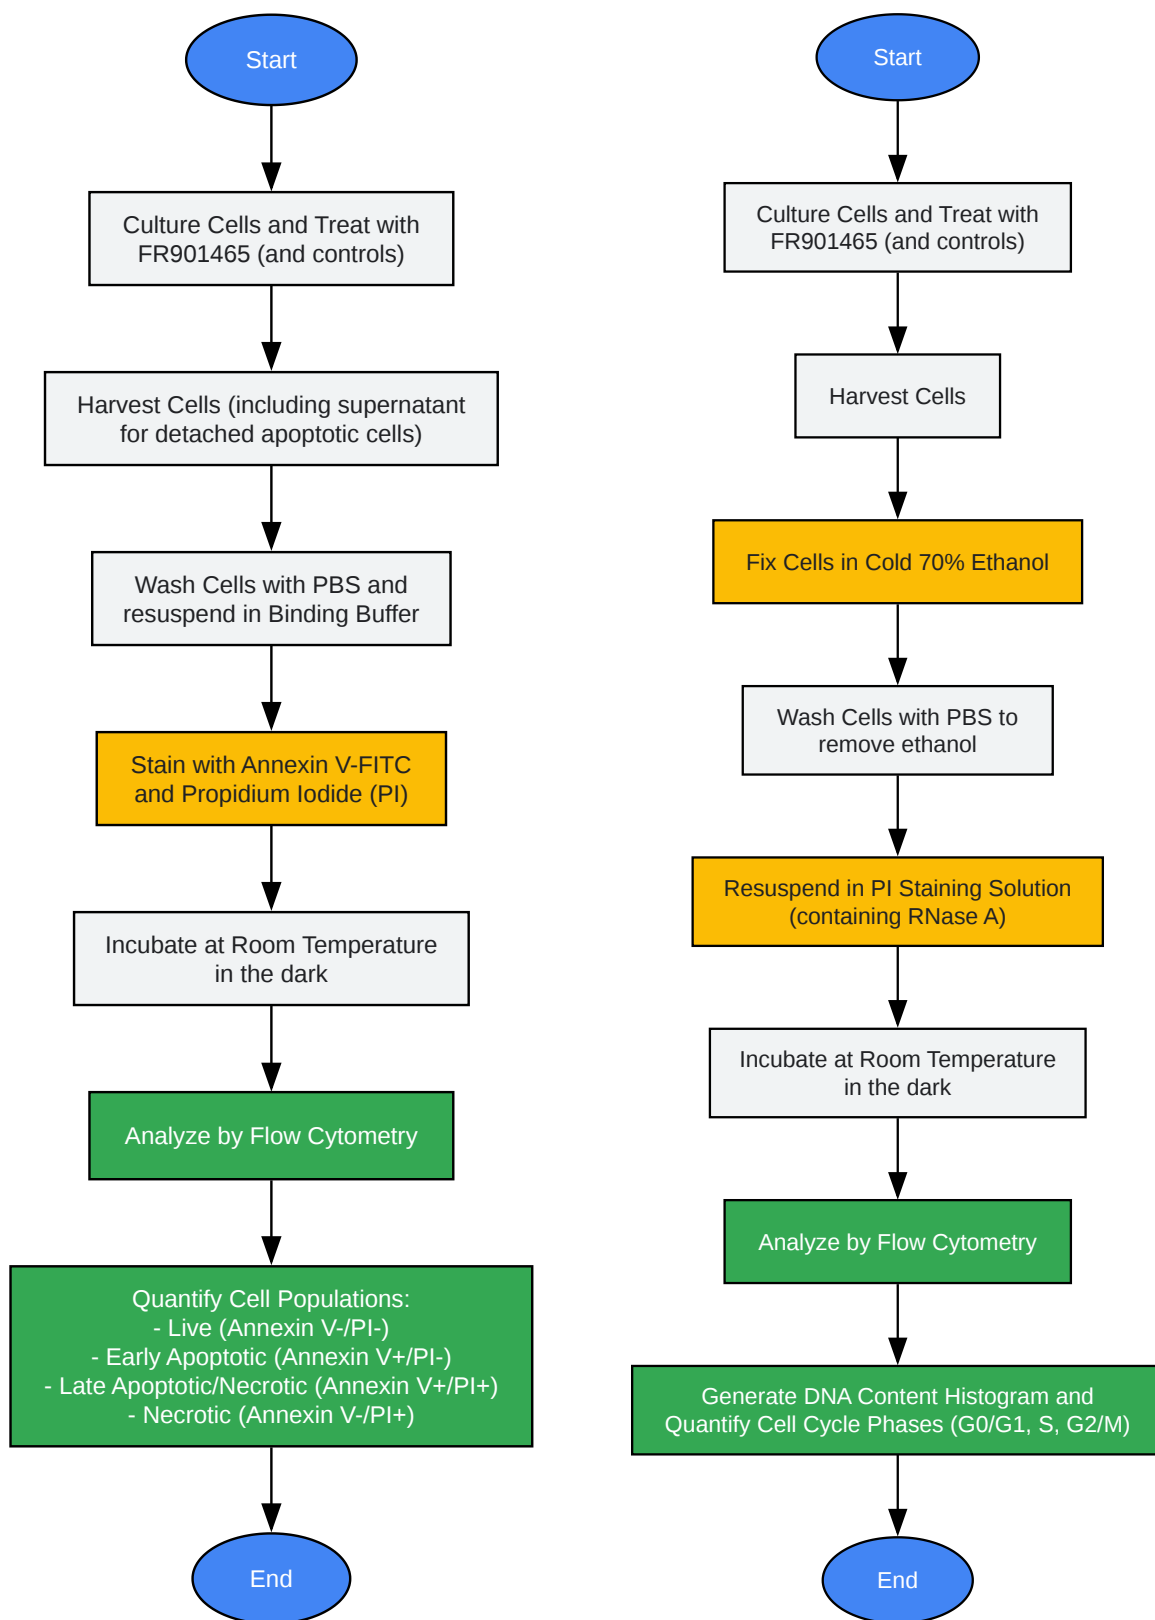 Start
Culture Cells and Treat with
FR901465 (and controls)
Harvest Cells (including supernatant
for detached apoptotic cells)
Wash Cells with PBS and
resuspend in Binding Buffer
Stain with Annexin V-FITC
and Propidium Iodide (PI)
Incubate at Room Temperature
in the dark
Analyze by Flow Cytometry
Quantify Cell Populations:
- Live (Annexin V-/PI-)
- Early Apoptotic (Annexin V+/PI-)
- Late Apoptotic/Necrotic (Annexin V+/PI+)
- Necrotic (Annexin V-/PI+)
End
Start
Culture Cells and Treat with
FR901465 (and controls)
Harvest Cells
Fix Cells in Cold 70% Ethanol
Wash Cells with PBS to
remove ethanol
Resuspend in PI Staining Solution
(containing RNase A)
Incubate at Room Temperature
in the dark
Analyze by Flow Cytometry
Generate DNA Content Histogram and
Quantify Cell Cycle Phases (G0/G1, S, G2/M)
End